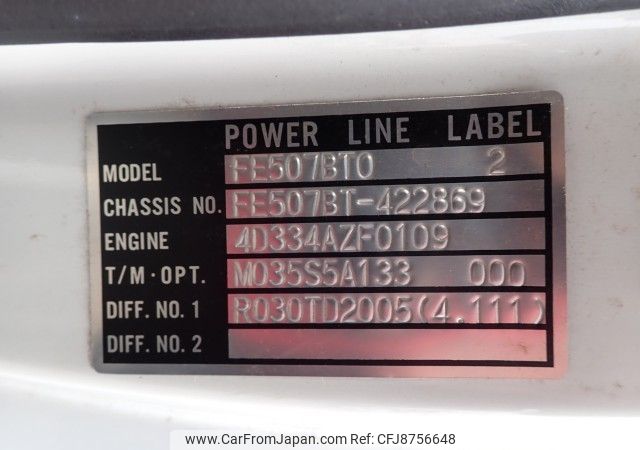 POWER LINE LABEL
MODEL FE507BT0 2
CHASSIS NO. FE507BT-422869
ENGINE 4D334AZF0109
T/M·OPT. M035S5A133 000
DIFF. NO. 1 R030TD2005(4.111)
DIFF. NO. 2
© www.CarFromJapan.com, ID:CFJ8756648